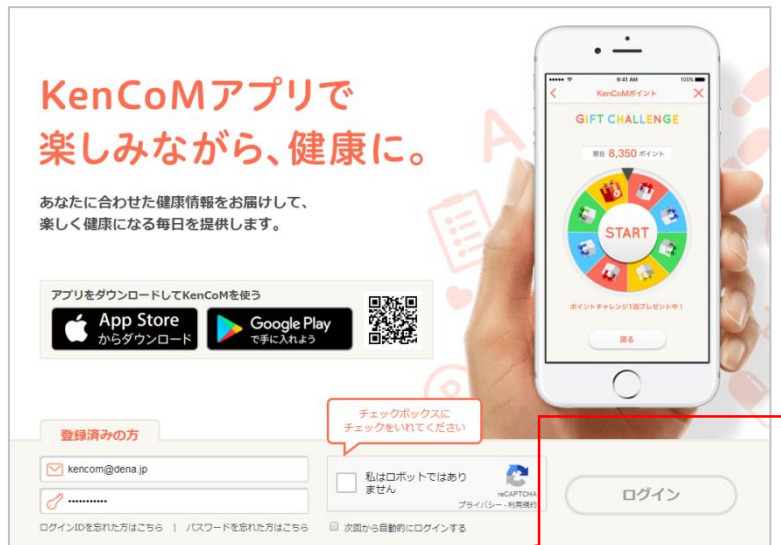 KenCoMアプリで
楽しみながら、健康に。
あなたに合わせた健康情報をお届けして、
楽しく健康になる毎日を提供します。
アプリをダウンロードしてKenCoMを使う
App Store
からダウンロード
Google Play
で手に入れよう
9:41 AM
100%
KenCoMポイント
GIFT CHALLENGE
現在 8,350 ポイント
START
ポイントチャレンジ1回プレゼント中！
戻る
チェックボックスに
チェックをいれてください
登録済みの方
kencom@dena.jp
•••••••••••
私はロボットではあり
ません
reCAPTCHA
プライバシー - 利用規約
ログイン
ログインIDを忘れた方はこちら | パスワードを忘れた方はこちら
次回から自動的にログインする